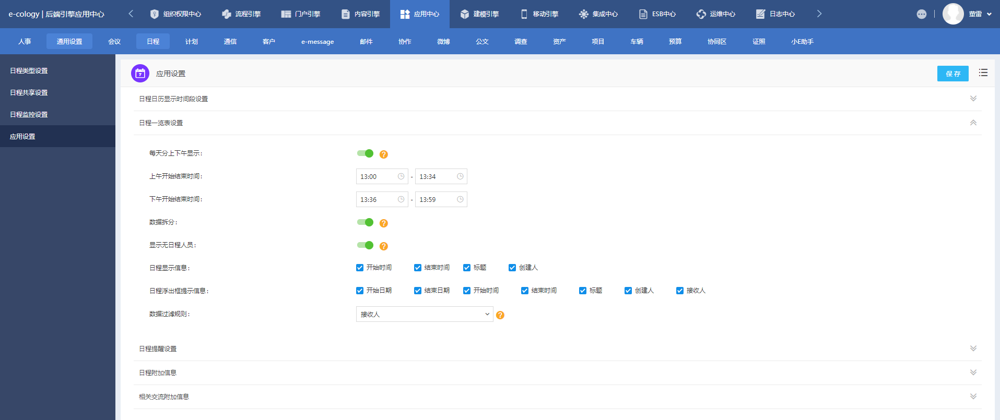 e-cology | 后端引擎应用中心 组织权限中心 流程引擎 门户引擎 内容引擎 应用中心 建模引擎 移动引擎 集成中心 ESB中心 运维中心 日志中心 董雷
人事 通用设置 会议 日程 计划 通信 客户 e-message 邮件 协作 微博 公文 调查 资产 项目 车辆 预算 协同区 证照 小E助手
日程类型设置
日程共享设置
日程监控设置
应用设置
应用设置 保 存
日程日历显示时间段设置
日程一览表设置
每天分上下午显示:
上午开始结束时间: 13:00 - 13:34
下午开始结束时间: 13:36 - 13:59
数据拆分:
显示无日程人员:
日程显示信息: 开始时间 结束时间 标题 创建人
日程浮出框提示信息: 开始日期 结束日期 开始时间 结束时间 标题 创建人 接收人
数据过滤规则: 接收人
日程提醒设置
日程附加信息
相关交流附加信息